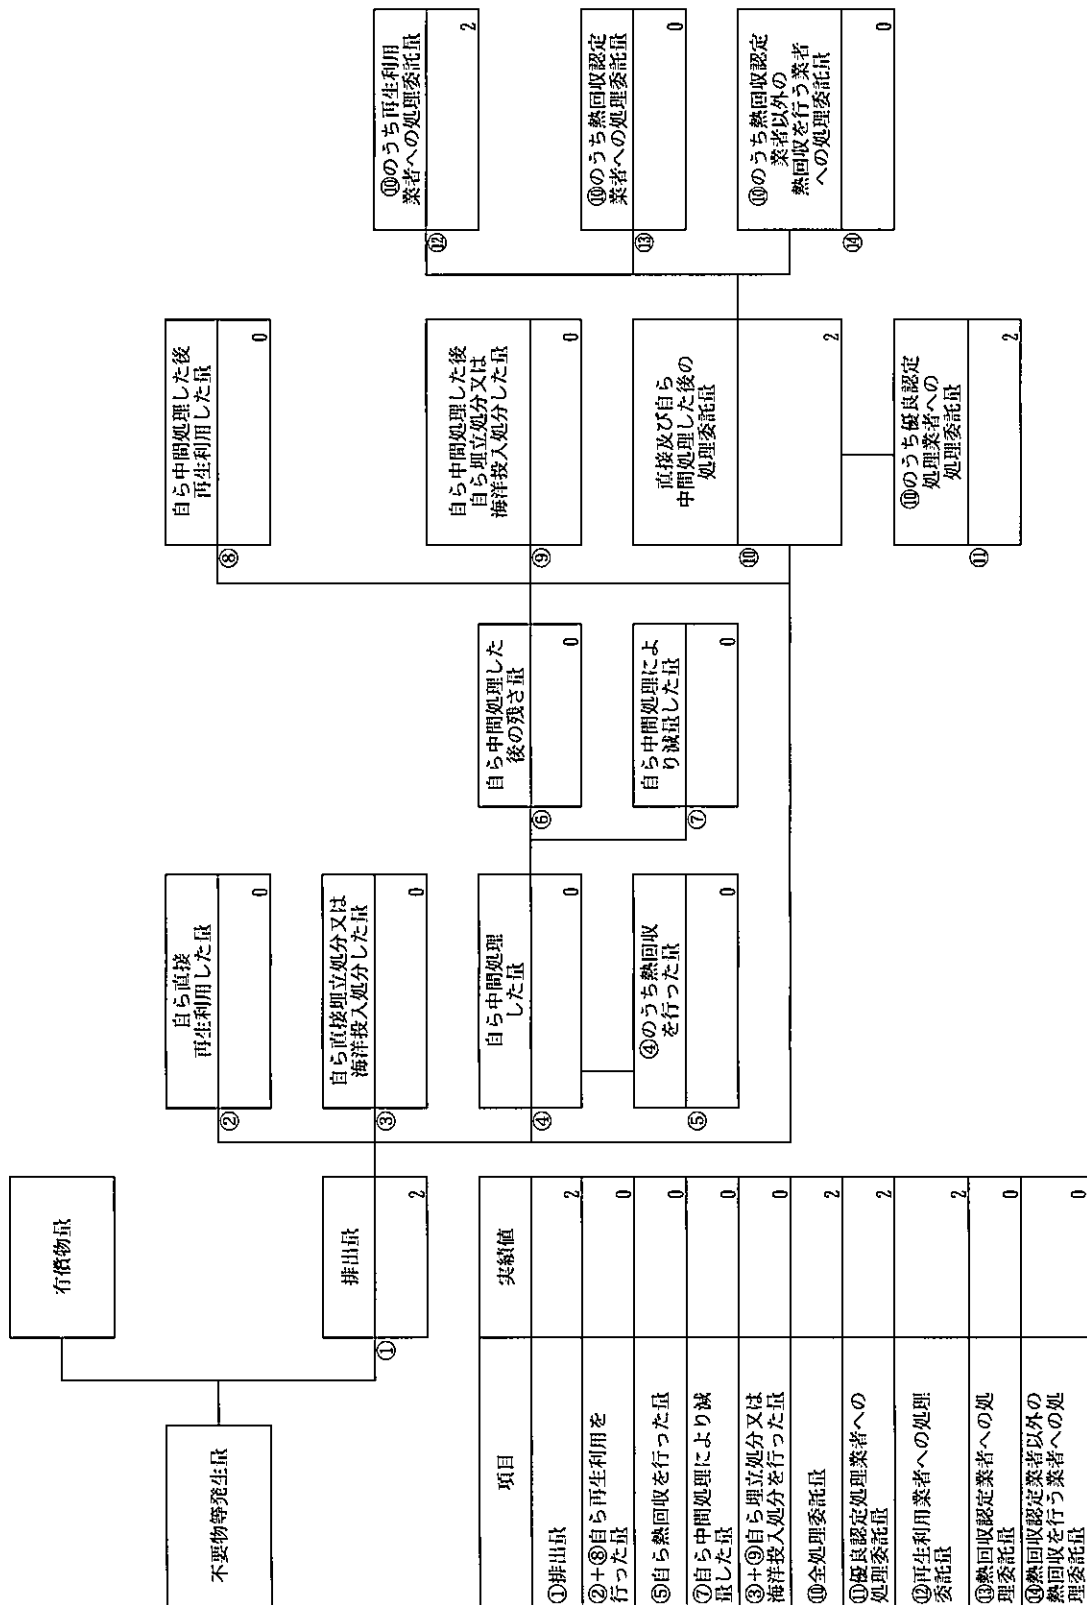 不要物等発生量
有償物量
排出量
①
2
自ら直接
再生利用した量
②
0
自ら直接埋立処分又は
海洋投入処分した量
③
0
自ら中間処理
した量
④
0
④のうち熱回収
を行った量
⑤
0
自ら中間処理した
後の残さ量
⑥
0
自ら中間処理によ
り減量した量
⑦
0
自ら中間処理した後
再生利用した量
⑧
0
自ら中間処理した後
自ら埋立処分又は
海洋投入処分した量
⑨
0
直接及び自ら
中間処理した後の
処理委託量
⑩
2
⑩のうち優良認定
処理業者への
処理委託量
⑪
2
⑩のうち再生利用
業者への処理委託量
⑫
2
⑩のうち熱回収認定
業者への処理委託量
⑬
0
⑩のうち熱回収認定
業者以外の
熱回収を行う業者
への処理委託量
⑭
0
項目 実績値
①排出量 2
②+⑧自ら再生利用を
行った量 0
⑤自ら熱回収を行った量 0
⑦自ら中間処理により減
量した量 0
③+⑨自ら埋立処分又は
海洋投入処分を行った量 0
⑩全処理委託量 2
⑪優良認定処理業者への
処理委託量 2
⑫再生利用業者への処理
委託量 2
⑬熱回収認定業者への処
理委託量 0
⑭熱回収認定業者以外の
熱回収を行う業者への処
理委託量 0